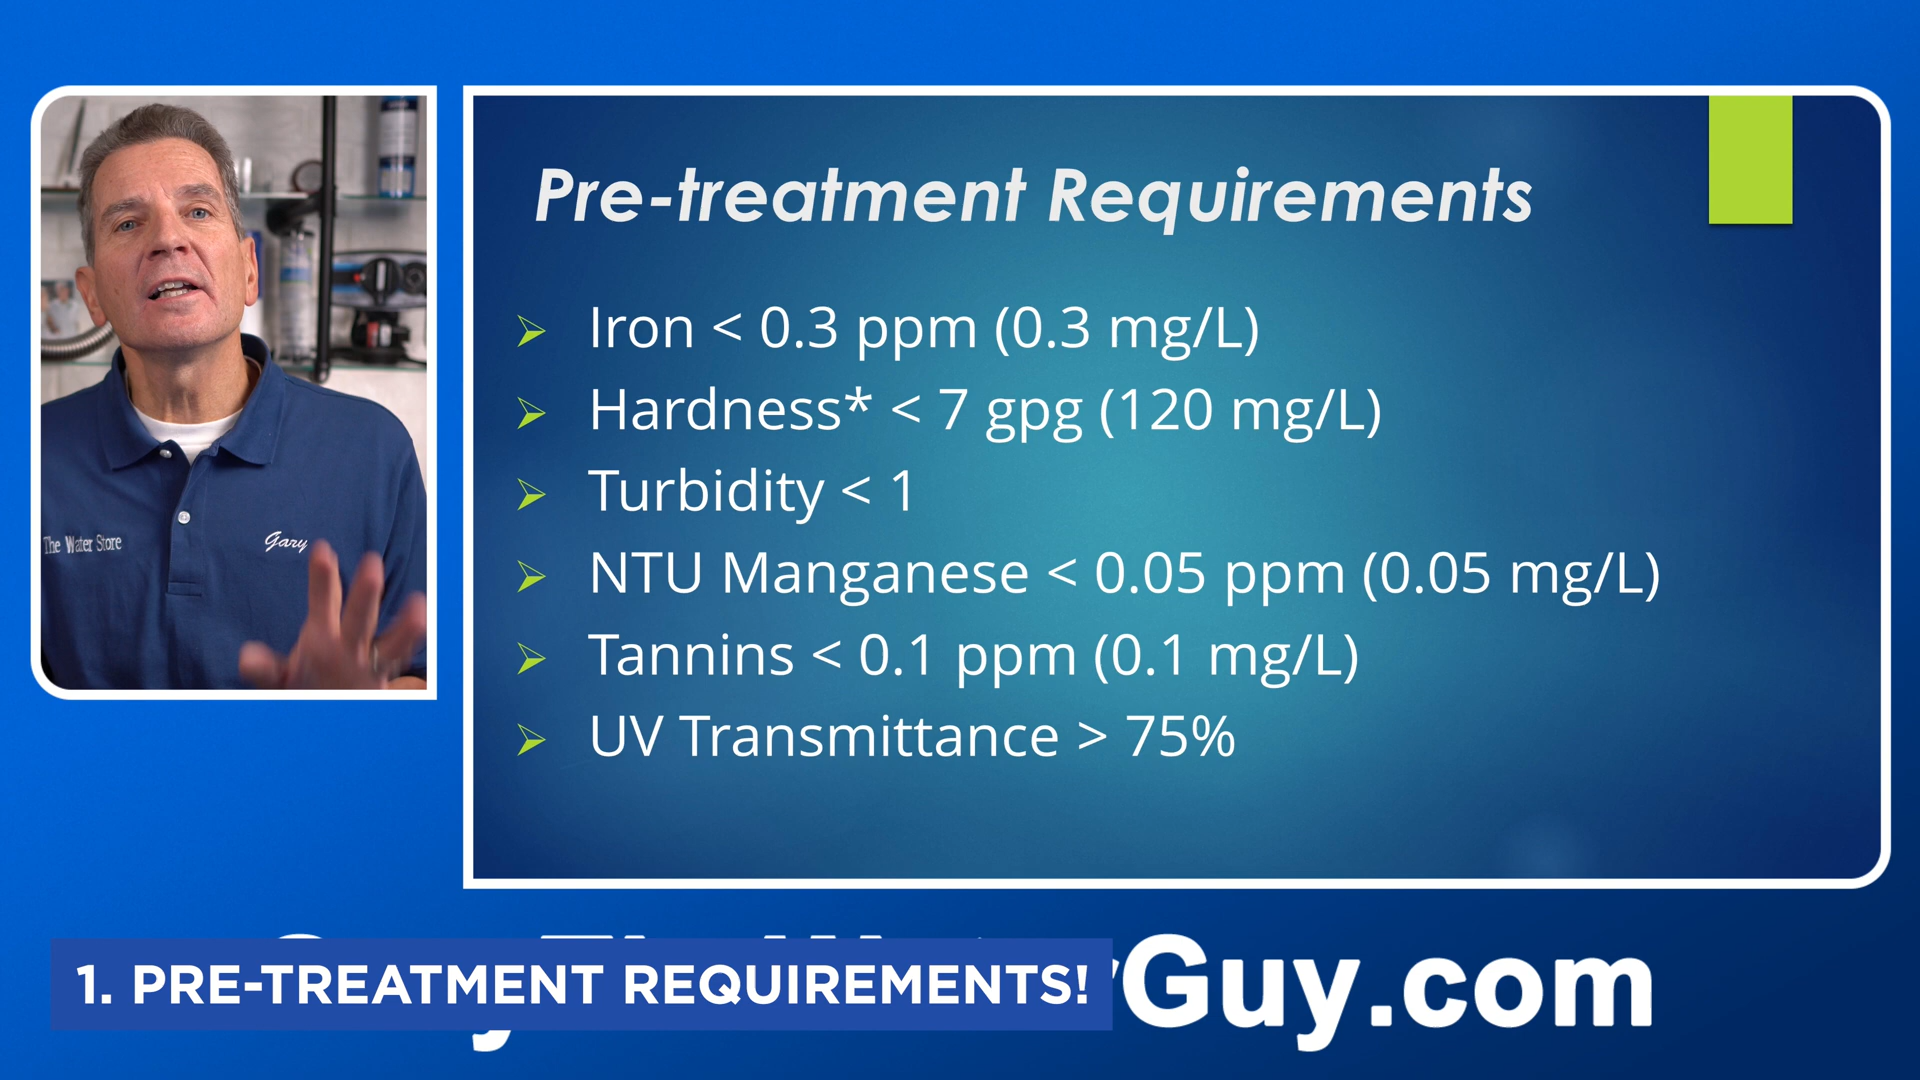 The Water Store
Gary
Pre-treatment Requirements
Iron < 0.3 ppm (0.3 mg/L)
Hardness* < 7 gpg (120 mg/L)
Turbidity < 1
NTU Manganese < 0.05 ppm (0.05 mg/L)
Tannins < 0.1 ppm (0.1 mg/L)
UV Transmittance > 75%
1. PRE-TREATMENT REQUIREMENTS!
Guy.com